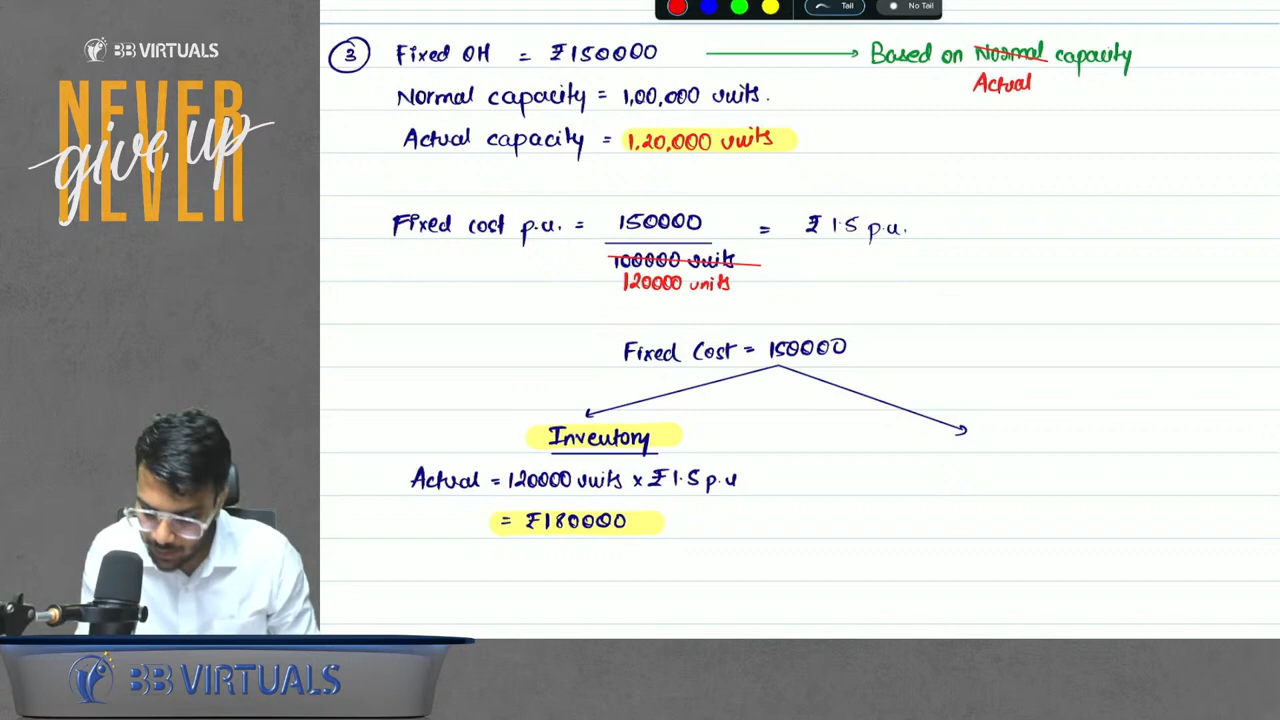 Tail
No Tail
BB VIRTUALS
NEVER
give up
NEVER
3 Fixed OH = ₹150000 → Based on Normal capacity
Actual
Normal capacity = 1,00,000 units.
Actual capacity = 1,20,000 units
Fixed cost p.u. = 150000 = ₹ 1.5 p.u.
100000 units
120000 units
Fixed Cost = 150000
Inventory
Actual = 120000 units x ₹1.5 p.u
= ₹180000
BB VIRTUALS